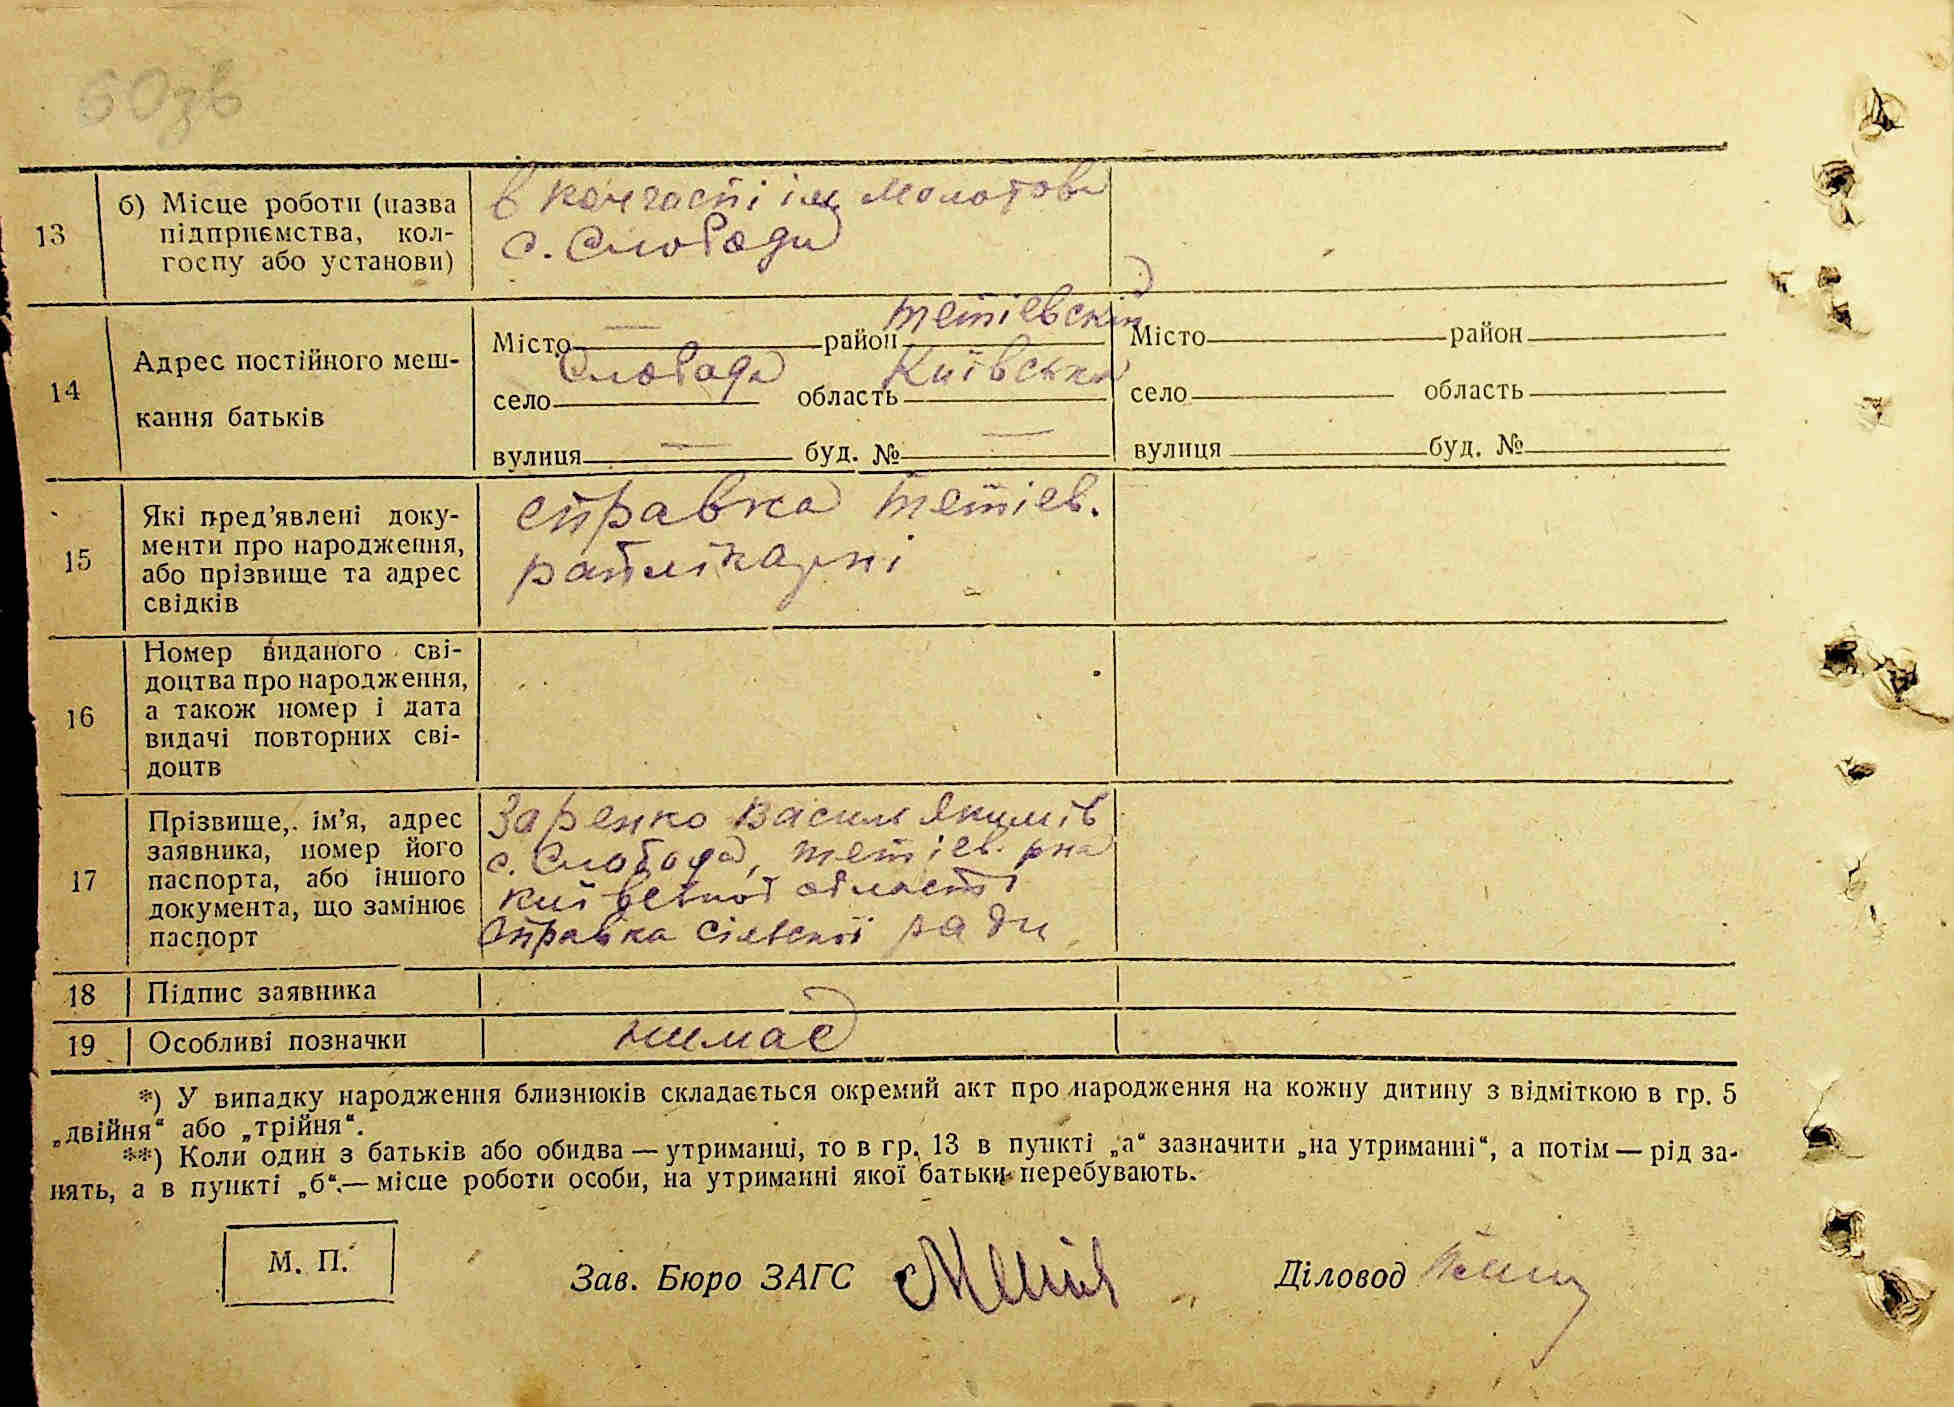 60зв
13
б) Місце роботи (назва
підприємства, кол-
госпу або установи)
в колгоспі ім Молотова
с. Слободи
14
Адрес постійного меш-
кання батьків
Місто — район Тетіевский
село Слобода область Київська
вулиця — буд. № —
Місто район
село область
вулиця буд. №
15
Які пред'явлені доку-
менти про народження,
або прізвище та адрес
свідків
справка Тетіев.
райлікарні
16
Номер виданого сві-
доцтва про народження,
а також номер і дата
видачі повторних сві-
доцтв
17
Прізвище, ім'я, адрес
заявника, номер його
паспорта, або іншого
документа, що замінює
паспорт
Заренко Васил Якимів
с. Слобода, Тетіев. р-на
Київської області
Справка сільської ради
18
Підпис заявника
19
Особливі позначки
нимає
*) У випадку народження близнюків складається окремий акт про народження на кожну дитину з відміткою в гр. 5
„двійня“ або „трійня“.
**) Коли один з батьків або обидва — утриманці, то в гр. 13 в пункті „а“ зазначити „на утриманні“, а потім — рід за-
нять, а в пункті „б“ — місце роботи особи, на утриманні якої батьки перебувають.
М. П.
Зав. Бюро ЗАГС
Діловод